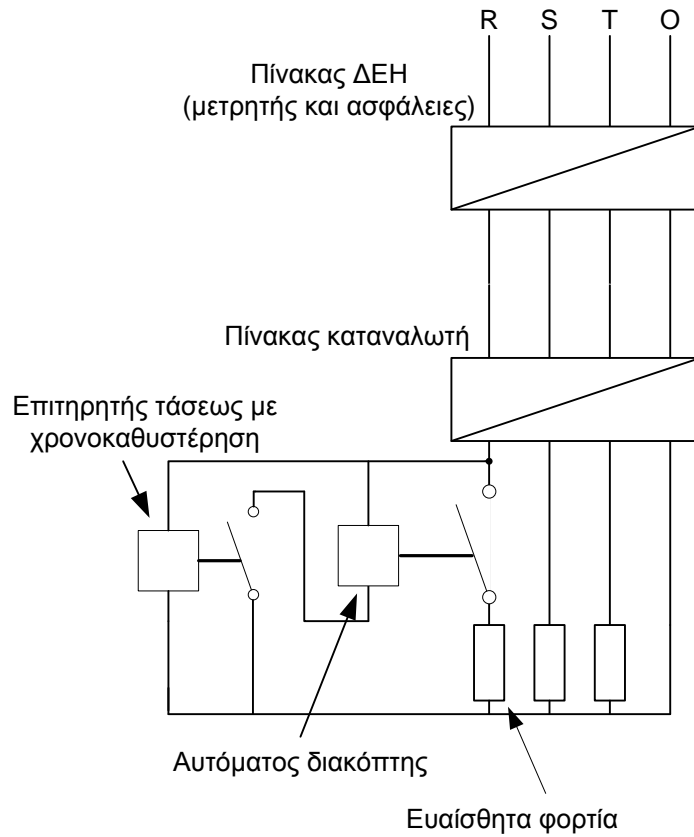 R S T O
Πίνακας ΔΕΗ
(μετρητής και ασφάλειες)
Πίνακας καταναλωτή
Επιτηρητής τάσεως με
χρονοκαθυστέρηση
Αυτόματος διακόπτης
Ευαίσθητα φορτία